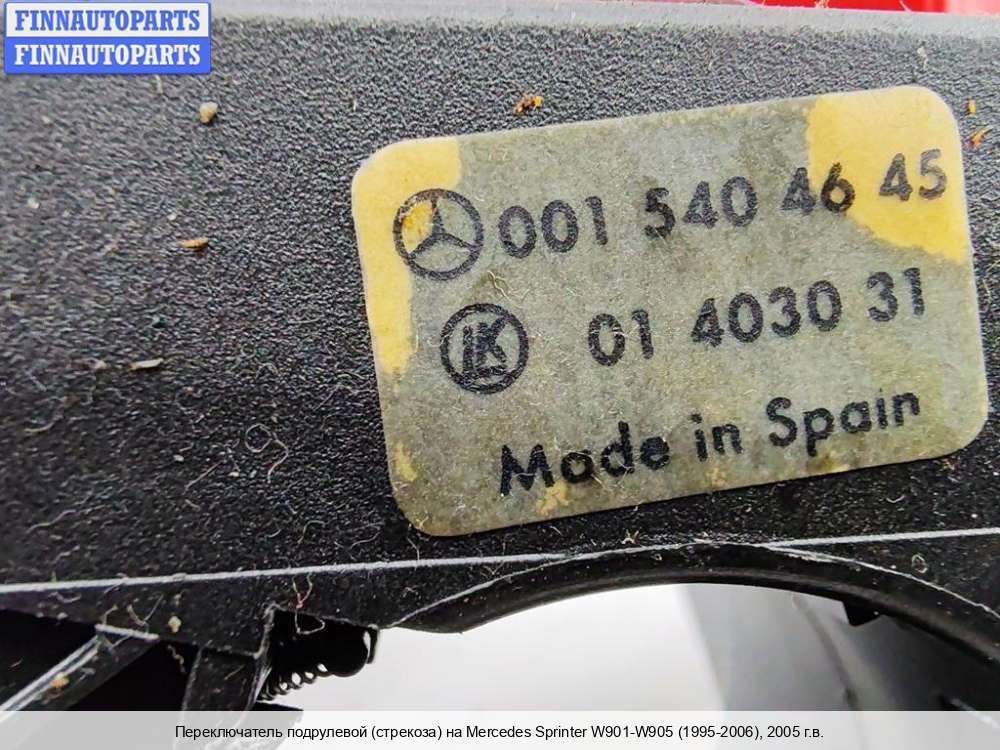 FINNAUTOPARTS
FINNAUTOPARTS
001 540 46 45
LK 01 4030 31
Made in Spain
Переключатель подрулевой (стрекоза) на Mercedes Sprinter W901-W905 (1995-2006), 2005 г.в.